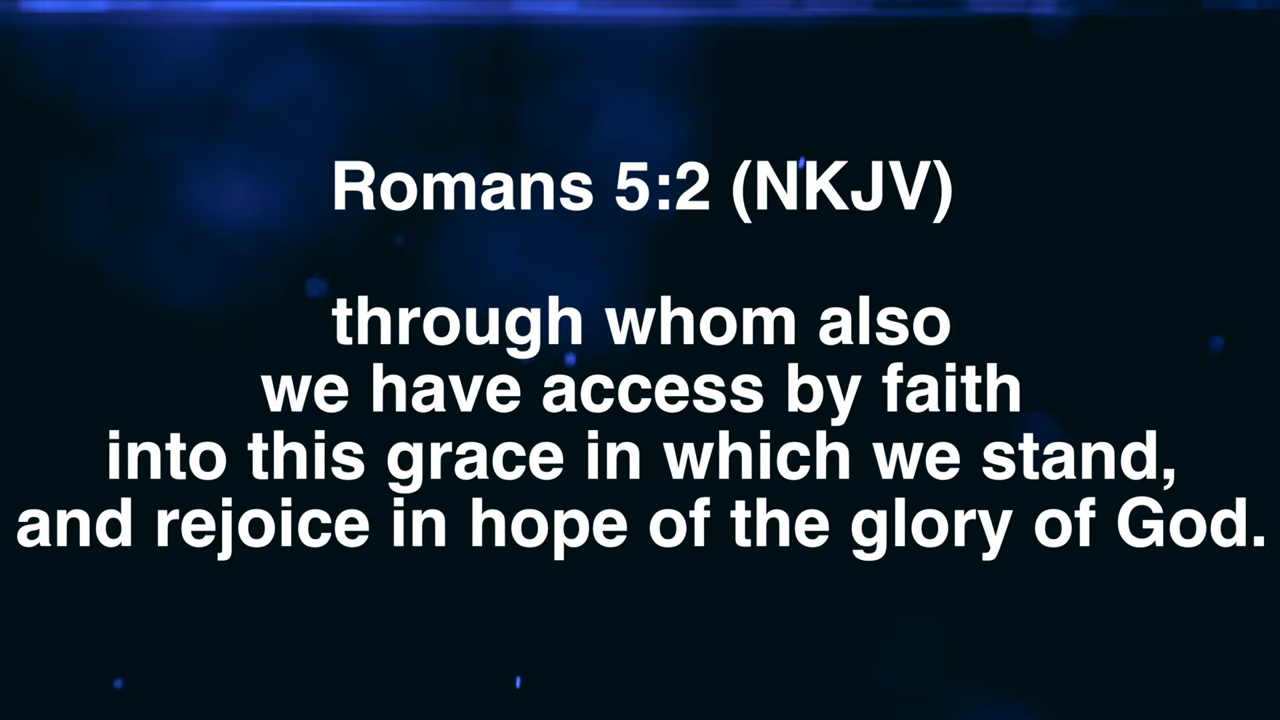 Romans 5:2 (NKJV)
through whom also
we have access by faith
into this grace in which we stand,
and rejoice in hope of the glory of God.